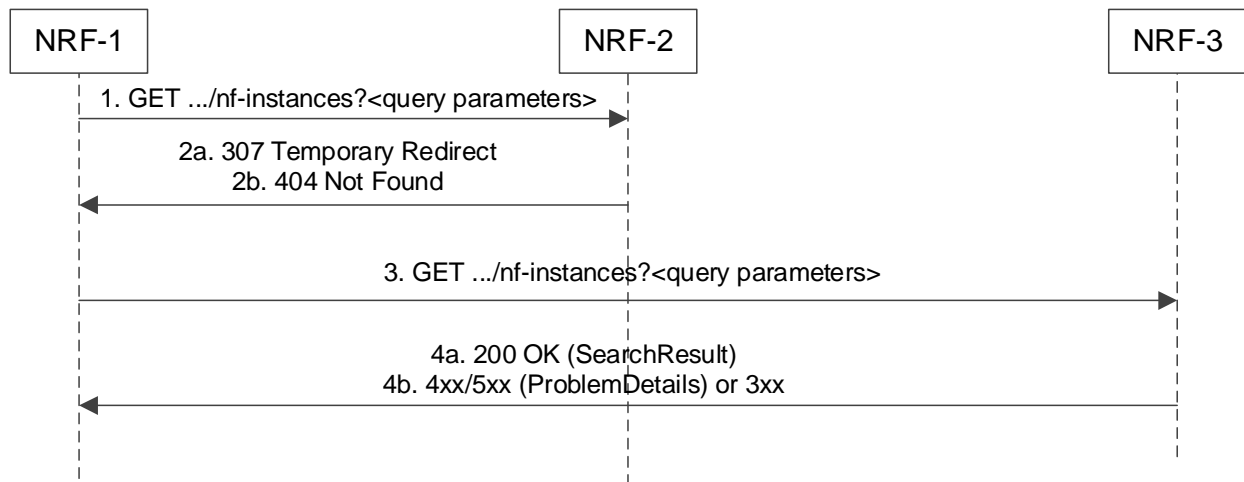 NRF-1
NRF-2
NRF-3
1. GET .../nf-instances?<query parameters>
2a. 307 Temporary Redirect
2b. 404 Not Found
3. GET .../nf-instances?<query parameters>
4a. 200 OK (SearchResult)
4b. 4xx/5xx (ProblemDetails) or 3xx